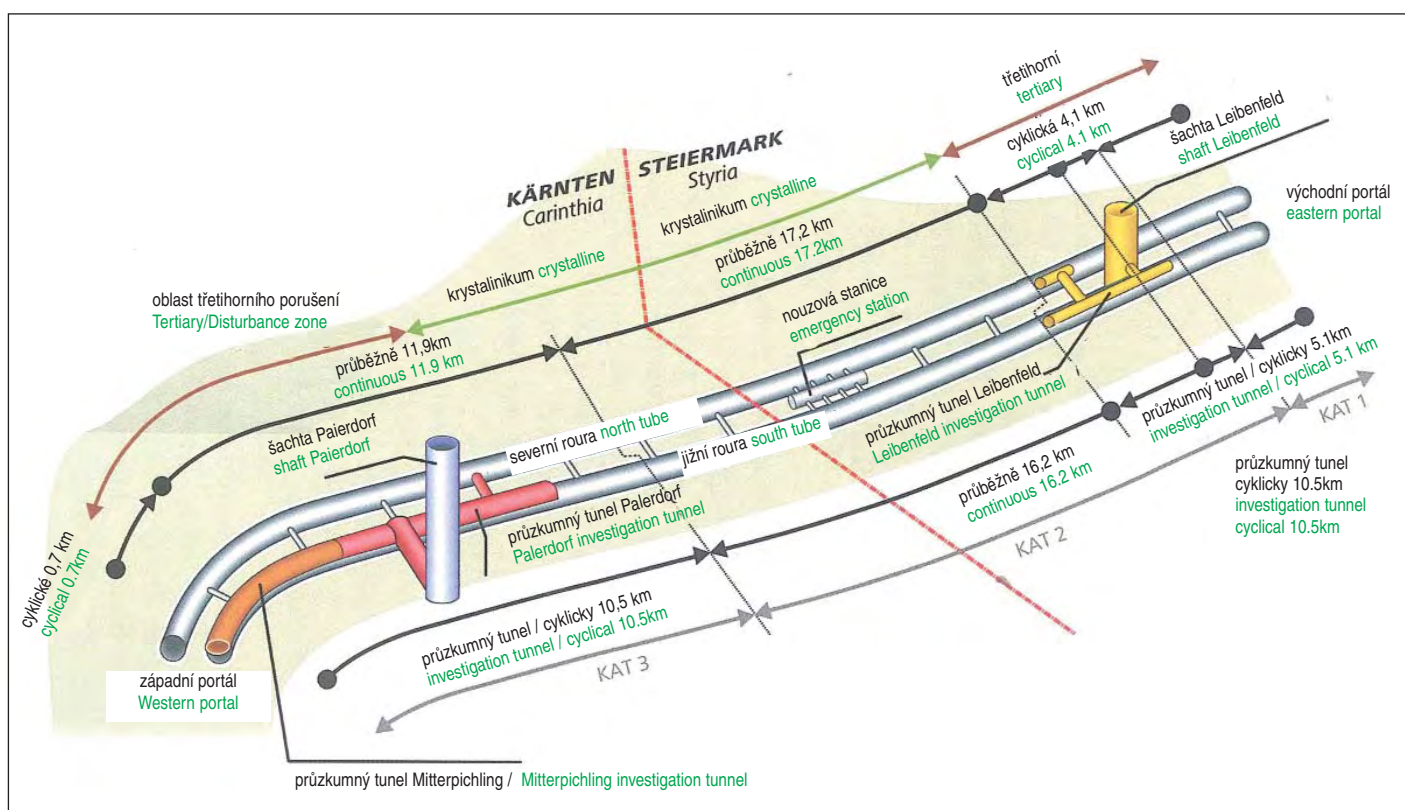 třetihorní
tertiary
cyklická 4,1 km
cyclical 4.1 km
šachta Leibenfeld
shaft Leibenfeld
východní portál
eastern portal
KÄRNTEN
Carinthia
STEIERMARK
Styria
krystalinikum crystalline
krystalinikum crystalline
průběžně 17,2 km
continuous 17.2km
oblast třetihorního porušení
Tertiary/Disturbance zone
průběžně 11,9km
continuous 11.9 km
nouzová stanice
emergency station
šachta Paierdorf
shaft Paierdorf
severní roura north tube
jižní roura south tube
průzkumný tunel Leibenfeld
Leibenfeld investigation tunnel
průzkumný tunel / cyklicky 5.1km
investigation tunnel / cyclical 5.1 km
KAT 1
průzkumný tunel
cyklicky 10.5km
investigation tunnel
cyclical 10.5km
průběžně 16,2 km
continuous 16.2 km
KAT 2
průzkumný tunel Palerdorf
Palerdorf investigation tunnel
cyklické 0,7 km
cyclical 0.7km
průzkumný tunel / cyklicky 10,5 km
investigation tunnel / cyclical 10.5km
KAT 3
západní portál
Western portal
průzkumný tunel Mitterpichling / Mitterpichling investigation tunnel